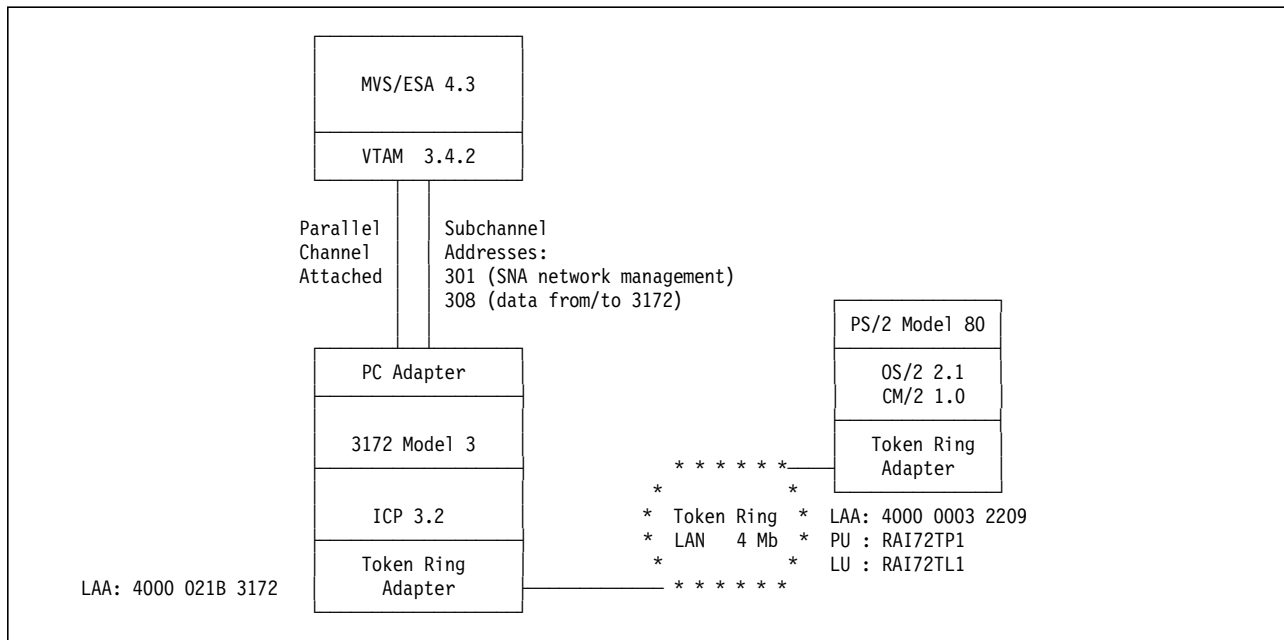 MVS/ESA 4.3
VTAM 3.4.2
Parallel
Channel
Attached
Subchannel
Addresses:
301 (SNA network management)
308 (data from/to 3172)
PC Adapter
3172 Model 3
ICP 3.2
Token Ring
Adapter
LAA: 4000 021B 3172
* * * * * *
* *
* Token Ring *
* LAN 4 Mb *
* *
* * * * * *
PS/2 Model 80
OS/2 2.1
CM/2 1.0
Token Ring
Adapter
LAA: 4000 0003 2209
PU : RAI72TP1
LU : RAI72TL1